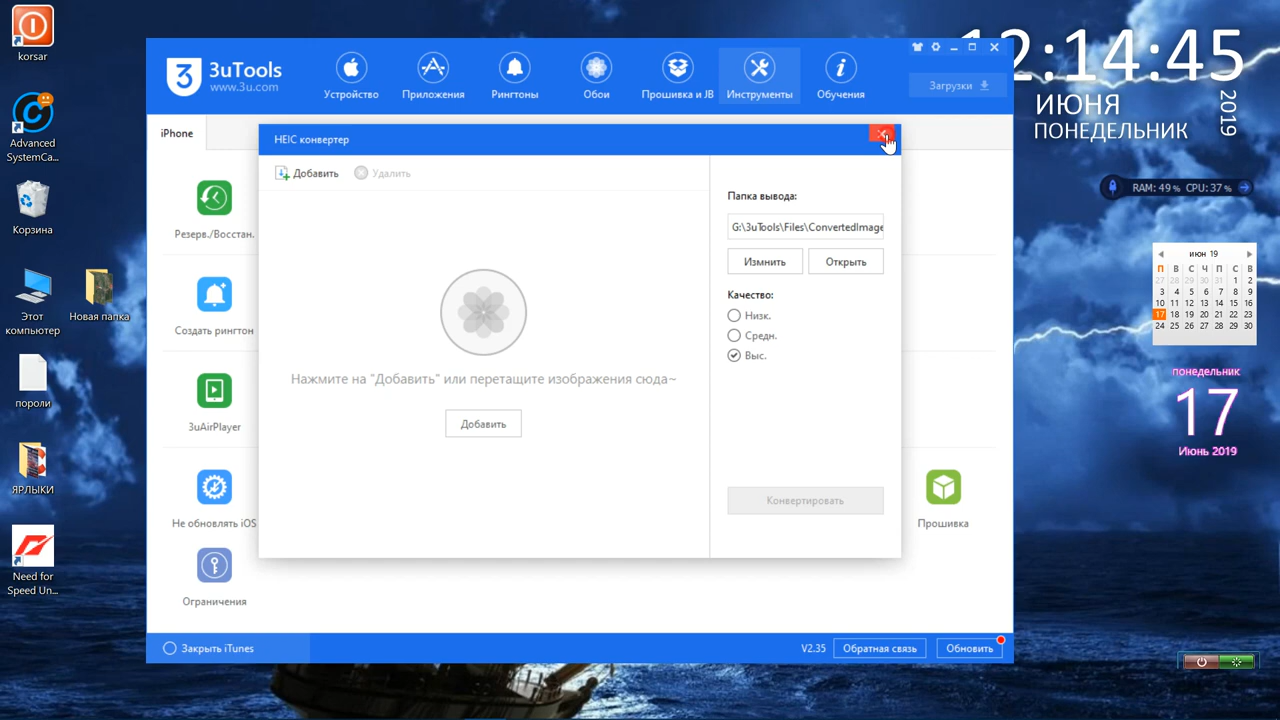 korsar
Advanced
SystemCa...
Корзина
Этот
компьютер
Новая папка
пороли
ЯРЛЫКИ
Need for
Speed Un...
3uTools
www.3u.com
Устройство
Приложения
Рингтоны
Обои
Прошивка и JB
Инструменты
Обучения
Загрузки
iPhone
HEIC конвертер
Добавить
Удалить
Нажмите на "Добавить" или перетащите изображения сюда~
Добавить
Папка вывода:
G:\3uTools\Files\ConvertedImage
Измнить
Открыть
Качество:
Низк.
Средн.
Выс.
Конвертировать
Резерв./Восстан.
Создать рингтон
3uAirPlayer
Не обновлять iOS
Прошивка
Ограничения
Закрыть iTunes
V2.35
Обратная связь
Обновить
12:14:45
ИЮНЯ
2019
ПОНЕДЕЛЬНИК
RAM: 49 % CPU: 37 %
июн 19
П В С Ч П С В
27 28 29 30 31 1 2
3 4 5 6 7 8 9
10 11 12 13 14 15 16
17 18 19 20 21 22 23
24 25 26 27 28 29 30
понедельник
17
Июнь 2019